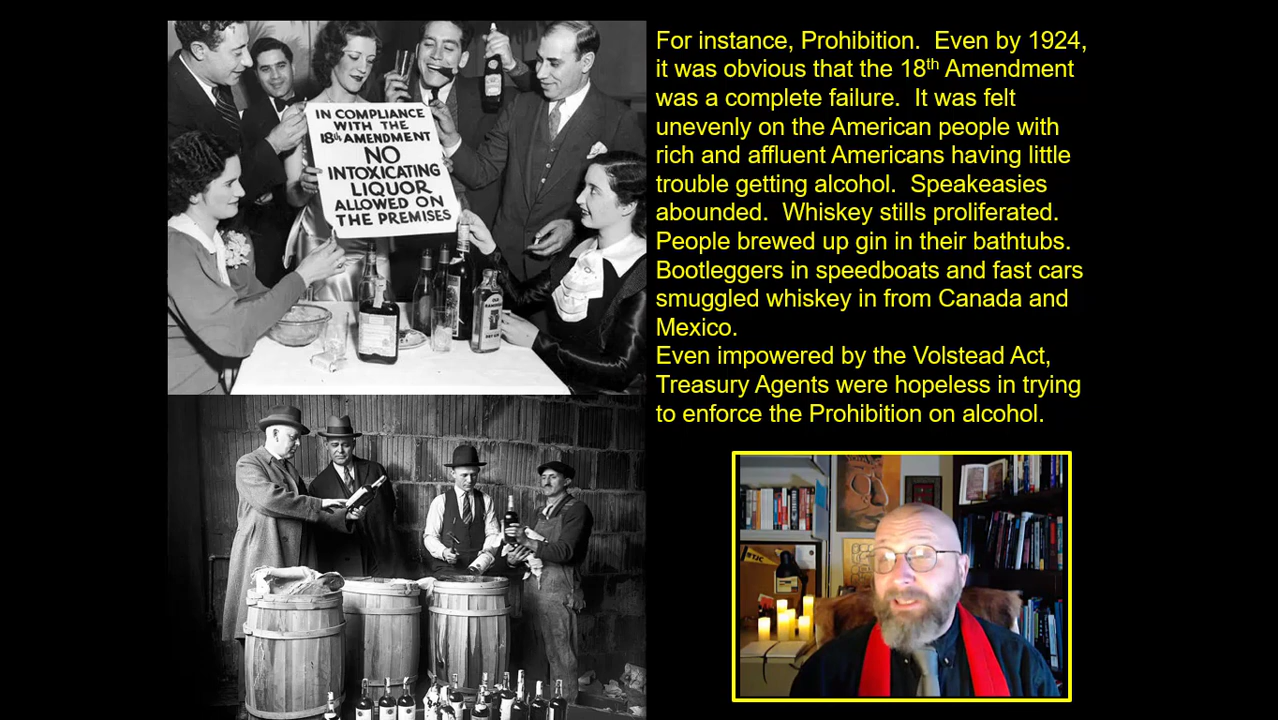 IN COMPLIANCE
WITH THE
18th AMENDMENT
NO
INTOXICATING
LIQUOR
ALLOWED ON
THE PREMISES
For instance, Prohibition. Even by 1924,
it was obvious that the 18th Amendment
was a complete failure. It was felt
unevenly on the American people with
rich and affluent Americans having little
trouble getting alcohol. Speakeasies
abounded. Whiskey stills proliferated.
People brewed up gin in their bathtubs.
Bootleggers in speedboats and fast cars
smuggled whiskey in from Canada and
Mexico.
Even impowered by the Volstead Act,
Treasury Agents were hopeless in trying
to enforce the Prohibition on alcohol.